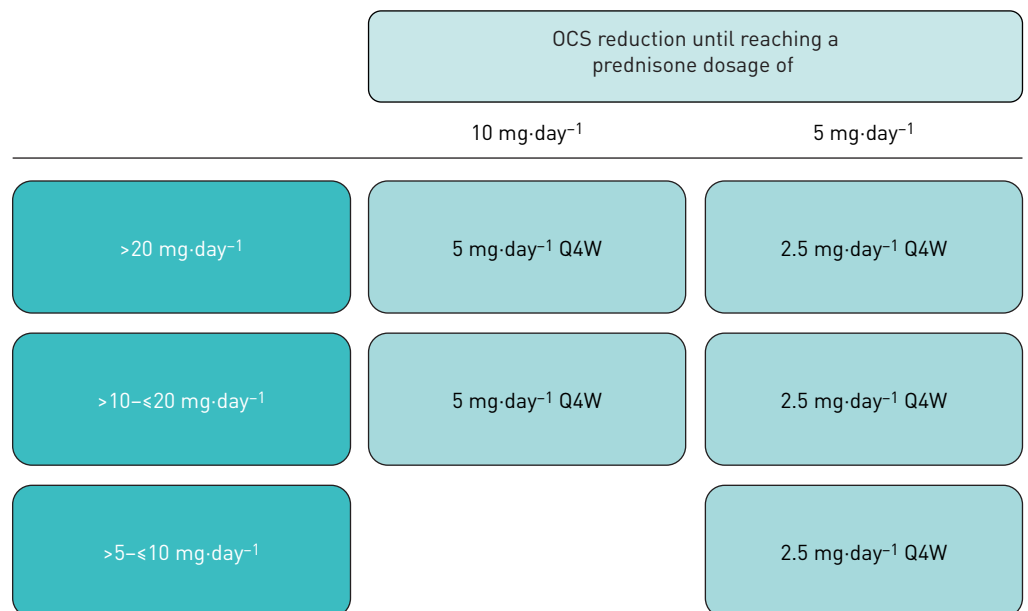 OCS reduction until reaching a
prednisone dosage of
10 mg·day⁻¹
5 mg·day⁻¹
>20 mg·day⁻¹
5 mg·day⁻¹ Q4W
2.5 mg·day⁻¹ Q4W
>10–≤20 mg·day⁻¹
5 mg·day⁻¹ Q4W
2.5 mg·day⁻¹ Q4W
>5–≤10 mg·day⁻¹
2.5 mg·day⁻¹ Q4W